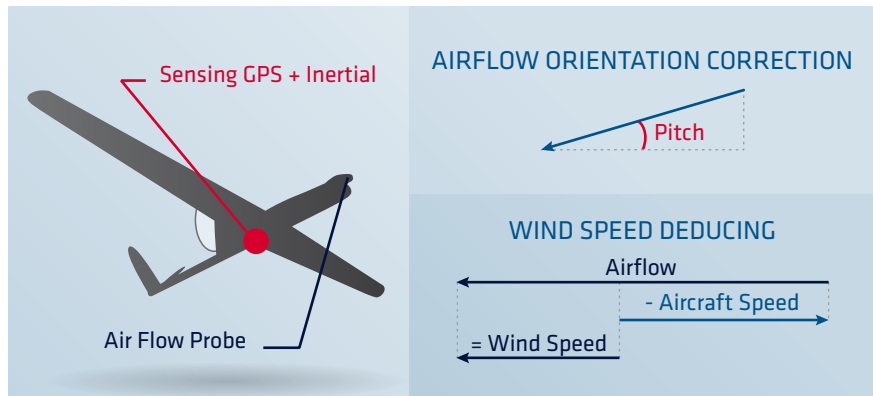 Sensing GPS + Inertial
Air Flow Probe
AIRFLOW ORIENTATION CORRECTION
Pitch
WIND SPEED DEDUCING
Airflow
- Aircraft Speed
= Wind Speed